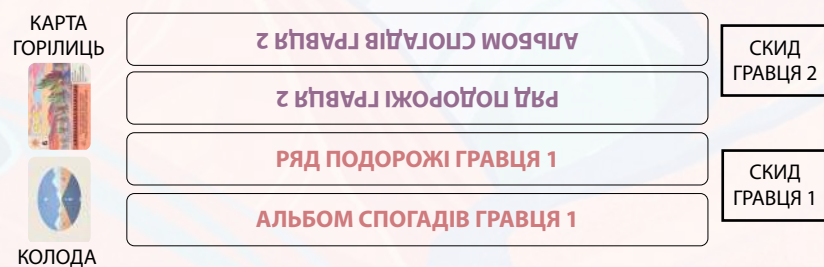 КАРТА
ГОРІЛИЦЬ
АЛЬБОМ СПОГАДІВ ГРАВЦЯ 2
СКИД
ГРАВЦЯ 2
РЯД ПОДОРОЖІ ГРАВЦЯ 2
РЯД ПОДОРОЖІ ГРАВЦЯ 1
СКИД
ГРАВЦЯ 1
АЛЬБОМ СПОГАДІВ ГРАВЦЯ 1
КОЛОДА